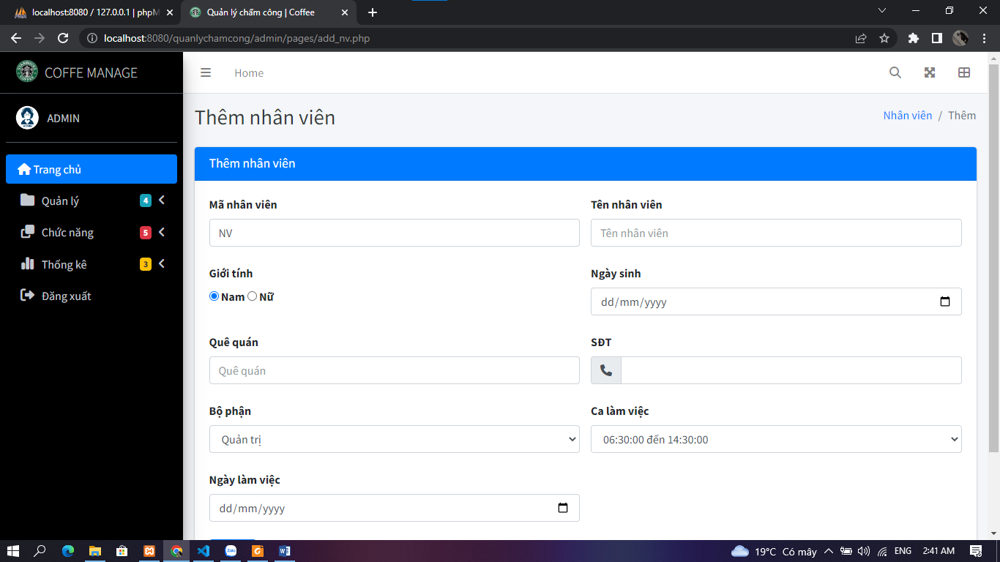 localhost:8080 / 127.0.0.1 | phpM
Quản lý chấm công | Coffee
localhost:8080/quanlychamcong/admin/pages/add_nv.php
COFFE MANAGE
Home
ADMIN
Thêm nhân viên
Nhân viên / Thêm
Trang chủ
Quản lý 4
Chức năng 5
Thống kê 3
Đăng xuất
Thêm nhân viên
Mã nhân viên
Tên nhân viên
NV
Tên nhân viên
Giới tính
Ngày sinh
Nam Nữ
dd/mm/yyyy
Quê quán
SĐT
Quê quán
Bộ phận
Ca làm việc
Quản trị
06:30:00 đến 14:30:00
Ngày làm việc
dd/mm/yyyy
19°C Có mây
ENG
2:41 AM